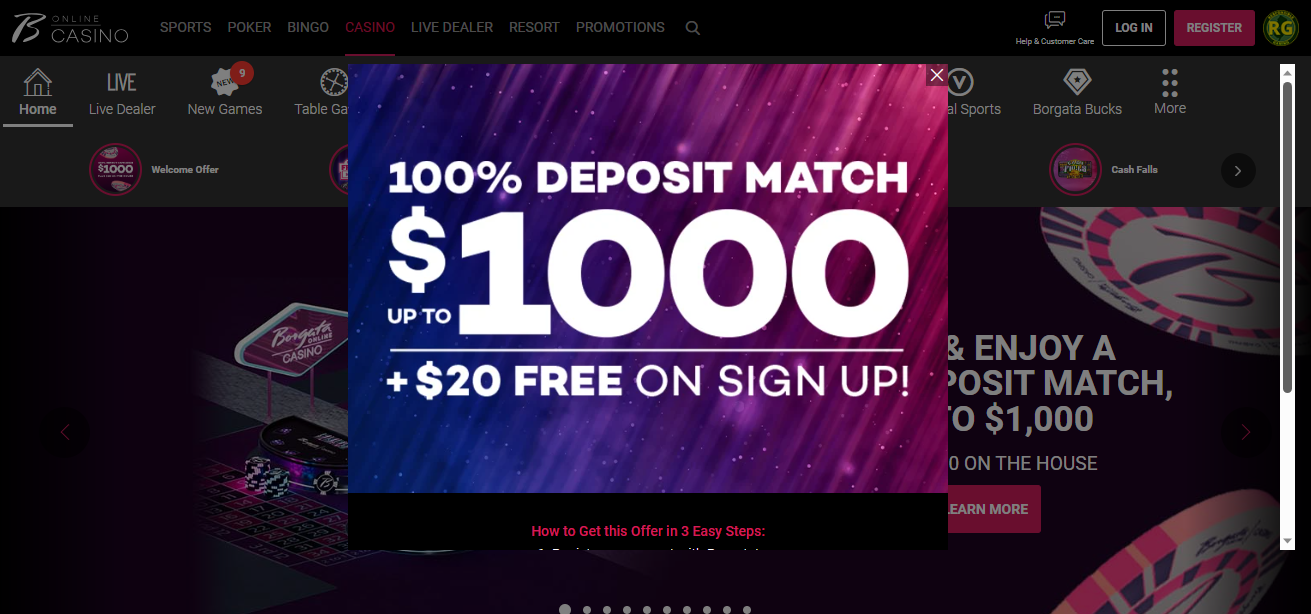 ONLINE
CASINO
SPORTS POKER BINGO CASINO LIVE DEALER RESORT PROMOTIONS
Help & Customer Care
LOG IN
REGISTER
RG
LIVE
NEW
9
Home
Live Dealer
New Games
Table Ga
al Sports
Borgata Bucks
More
$1000
Welcome Offer
Cash Falls
100% DEPOSIT MATCH
$1000
UP TO
+ $20 FREE ON SIGN UP!
Borgata
ONLINE
CASINO
& ENJOY A
POSIT MATCH,
TO $1,000
0 ON THE HOUSE
LEARN MORE
How to Get this Offer in 3 Easy Steps: